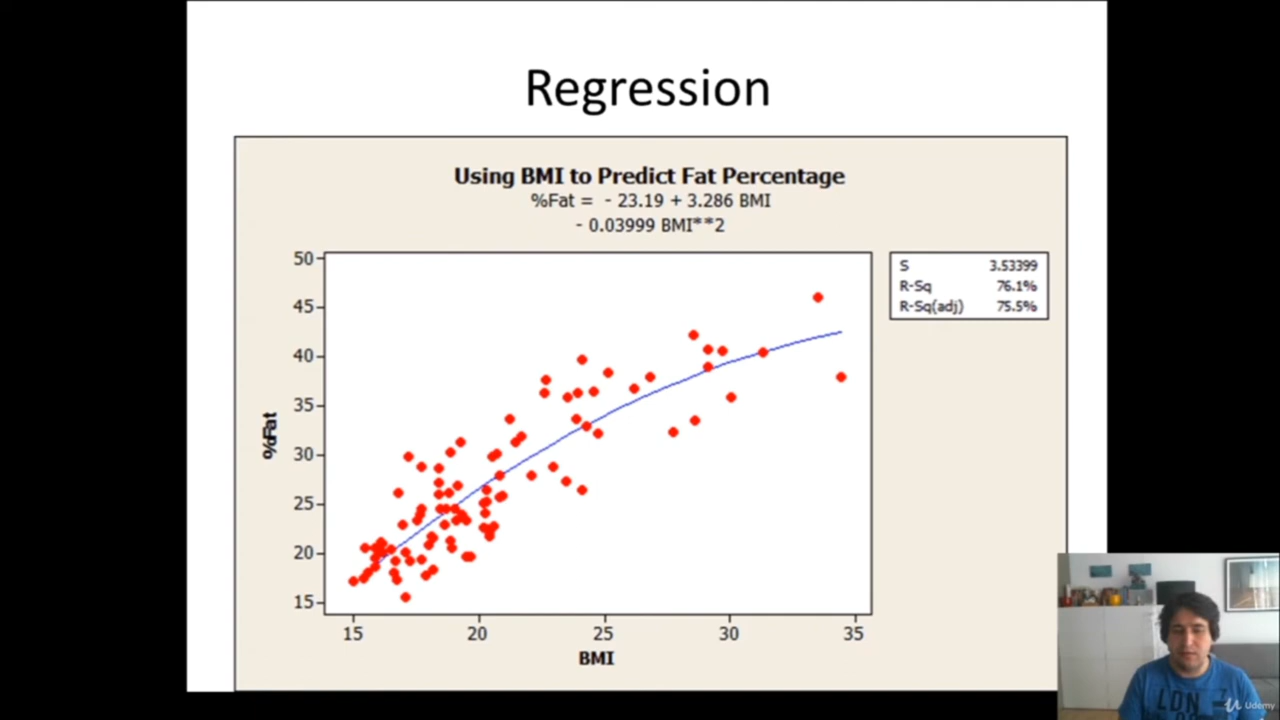 Regression
Using BMI to Predict Fat Percentage
%Fat = - 23.19 + 3.286 BMI
- 0.03999 BMI**2
S 3.53399
R-Sq 76.1%
R-Sq(adj) 75.5%
50
45
40
35
30
25
20
15
%Fat
15 20 25 30 35
BMI
LDN
Udemy